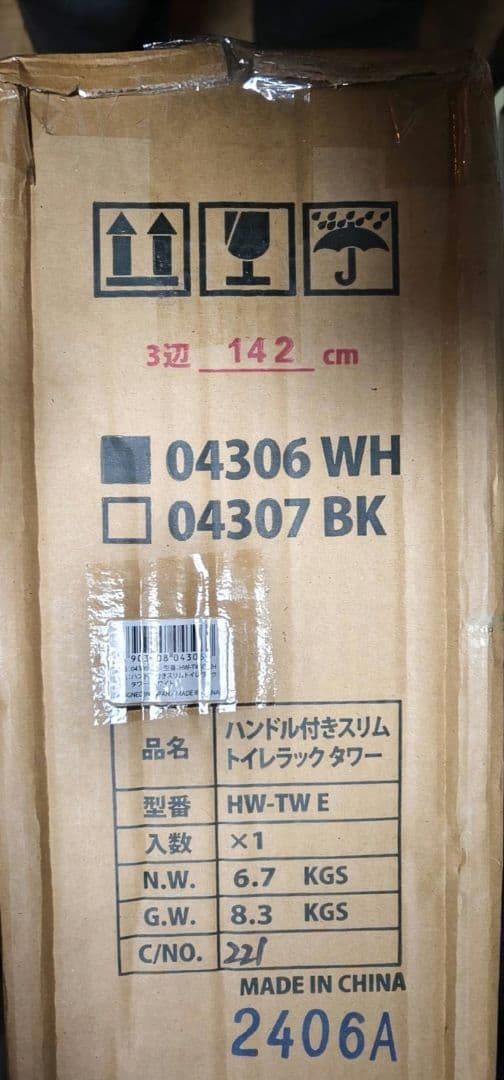 3辺 142 cm
04306 WH
04307 BK
品名 ハンドル付きスリム
トイレラック タワー
型番 HW-TW E
入数 ×1
N.W. 6.7 KGS
G.W. 8.3 KGS
C/NO. 221
MADE IN CHINA
2406A